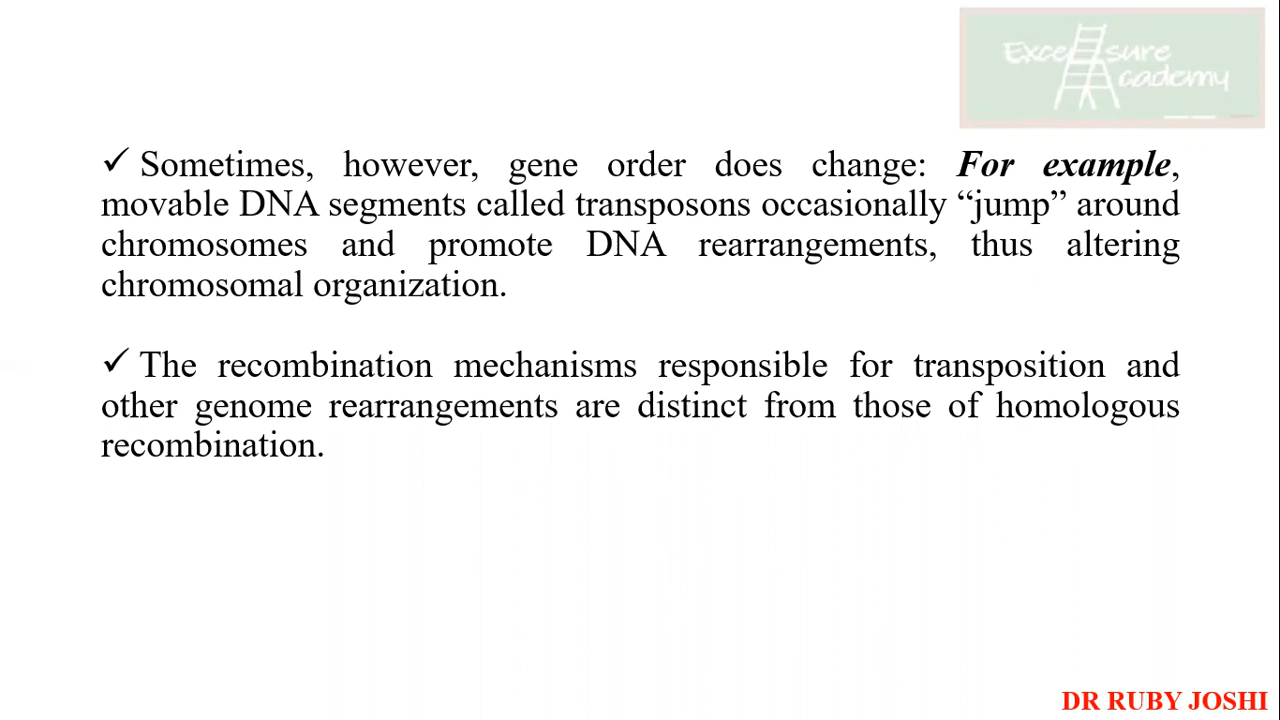 Exce sure
cademy
✓ Sometimes, however, gene order does change: For example,
movable DNA segments called transposons occasionally “jump” around
chromosomes and promote DNA rearrangements, thus altering
chromosomal organization.
✓ The recombination mechanisms responsible for transposition and
other genome rearrangements are distinct from those of homologous
recombination.
DR RUBY JOSHI